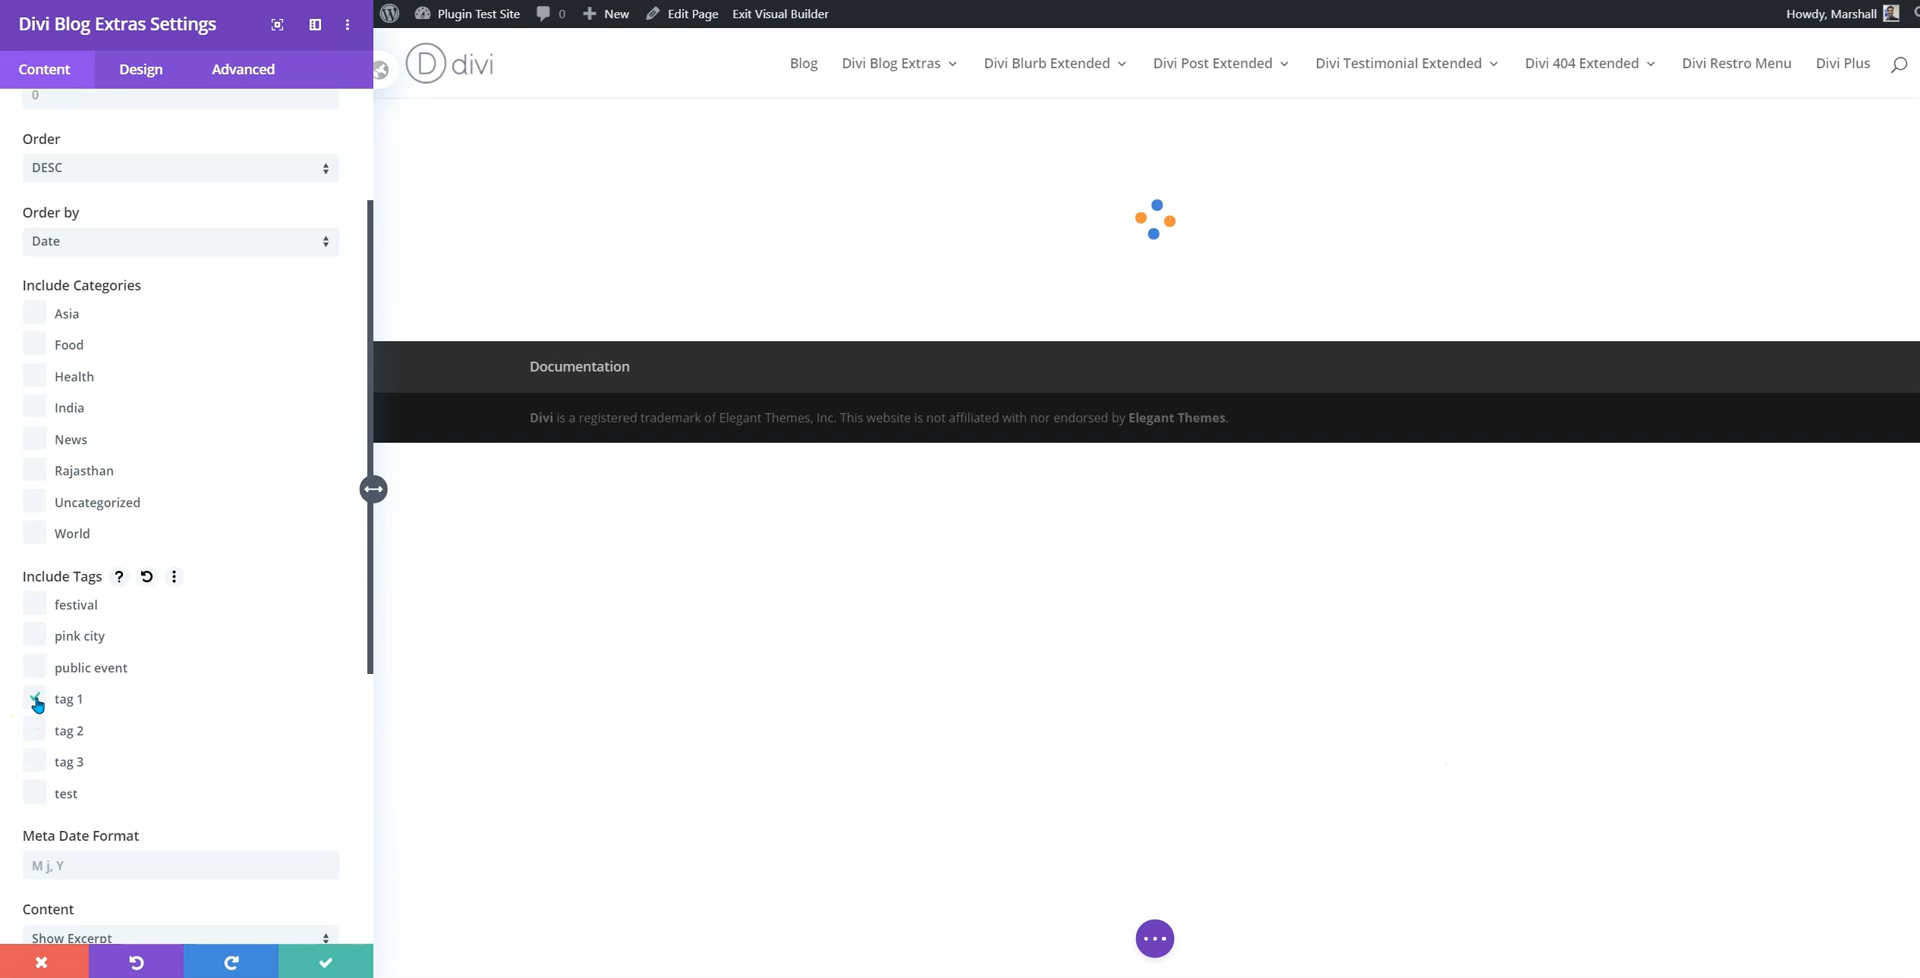 Divi Blog Extras Settings
Content Design Advanced
0
Order
DESC
Order by
Date
Include Categories
Asia
Food
Health
India
News
Rajasthan
Uncategorized
World
Include Tags ?
festival
pink city
public event
tag 1
tag 2
tag 3
test
Meta Date Format
M j, Y
Content
Show Excerpt
Plugin Test Site 0 New Edit Page Exit Visual Builder Howdy, Marshall
D divi
Blog Divi Blog Extras Divi Blurb Extended Divi Post Extended Divi Testimonial Extended Divi 404 Extended Divi Restro Menu Divi Plus
Documentation
Divi is a registered trademark of Elegant Themes, Inc. This website is not affiliated with nor endorsed by Elegant Themes.